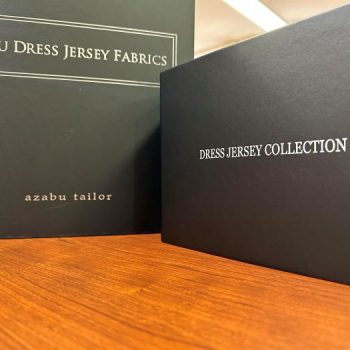 U DRESS JERSEY FABRICS
azabu tailor
DRESS JERSEY COLLECTION